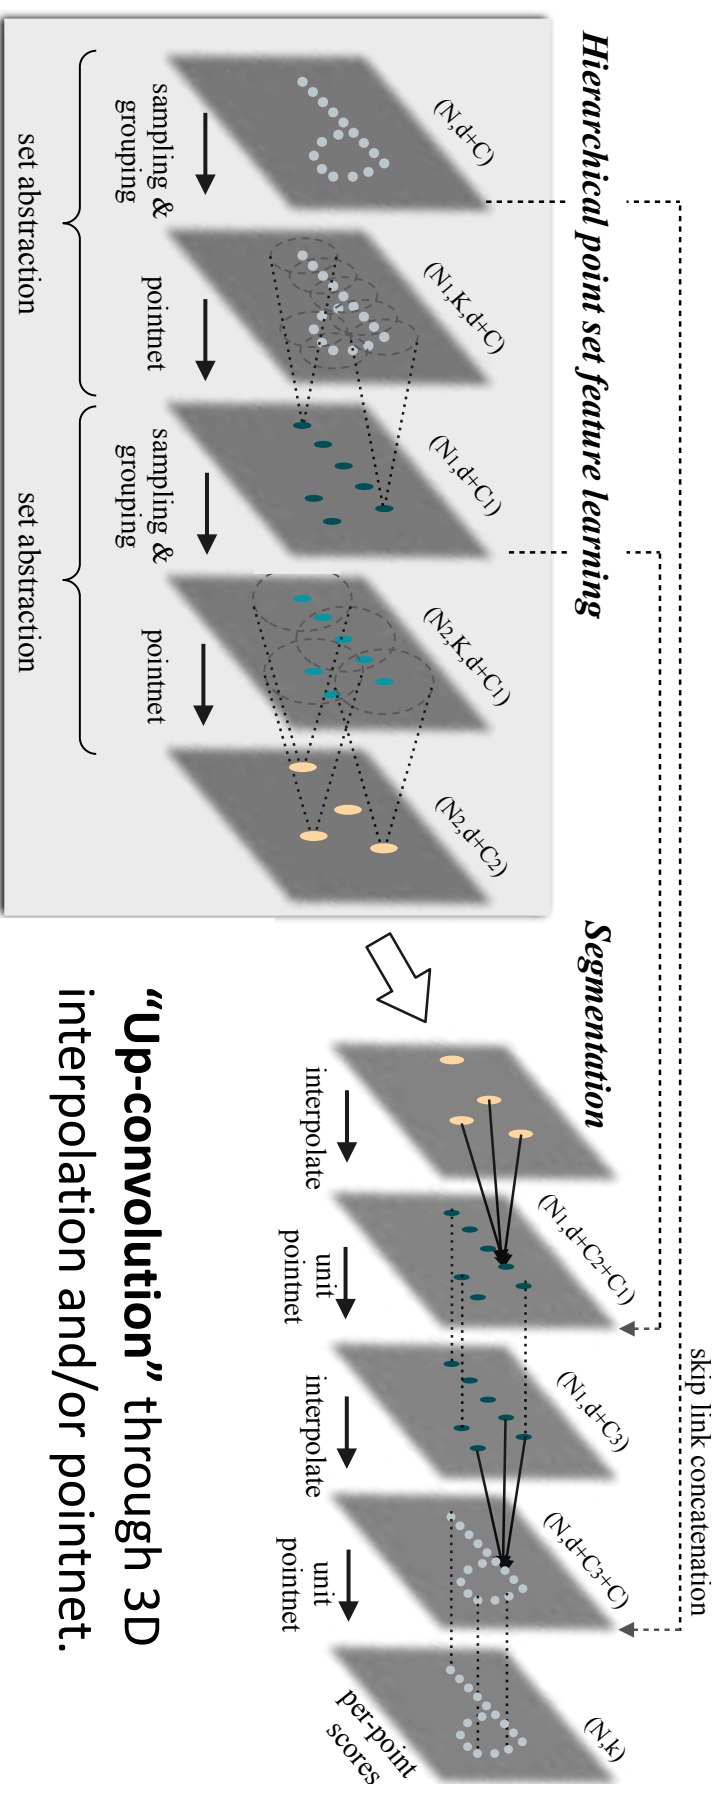 skip link concatenation
Hierarchical point set feature learning
Segmentation
(N,d+C)
(N1,K,d+C)
(N1,d+C1)
(N2,K,d+C1)
(N2,d+C2)
(N1,d+C2+C1)
(N1,d+C3)
(N,d+C3+C)
(N,k)
sampling &
grouping
pointnet
sampling &
grouping
pointnet
set abstraction
set abstraction
interpolate
unit
pointnet
interpolate
unit
pointnet
per-point
scores
“Up-convolution” through 3D
interpolation and/or pointnet.